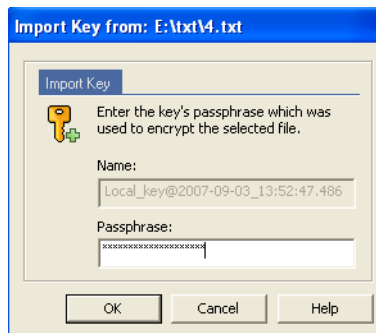 Import Key from: E:\txt\4.txt
Import Key
Enter the key's passphrase which was
used to encrypt the selected file.
Name:
Local_key@2007-09-03_13:52:47.486
Passphrase:
xxxxxxxxxxxxxxxxxxxx
OK Cancel Help